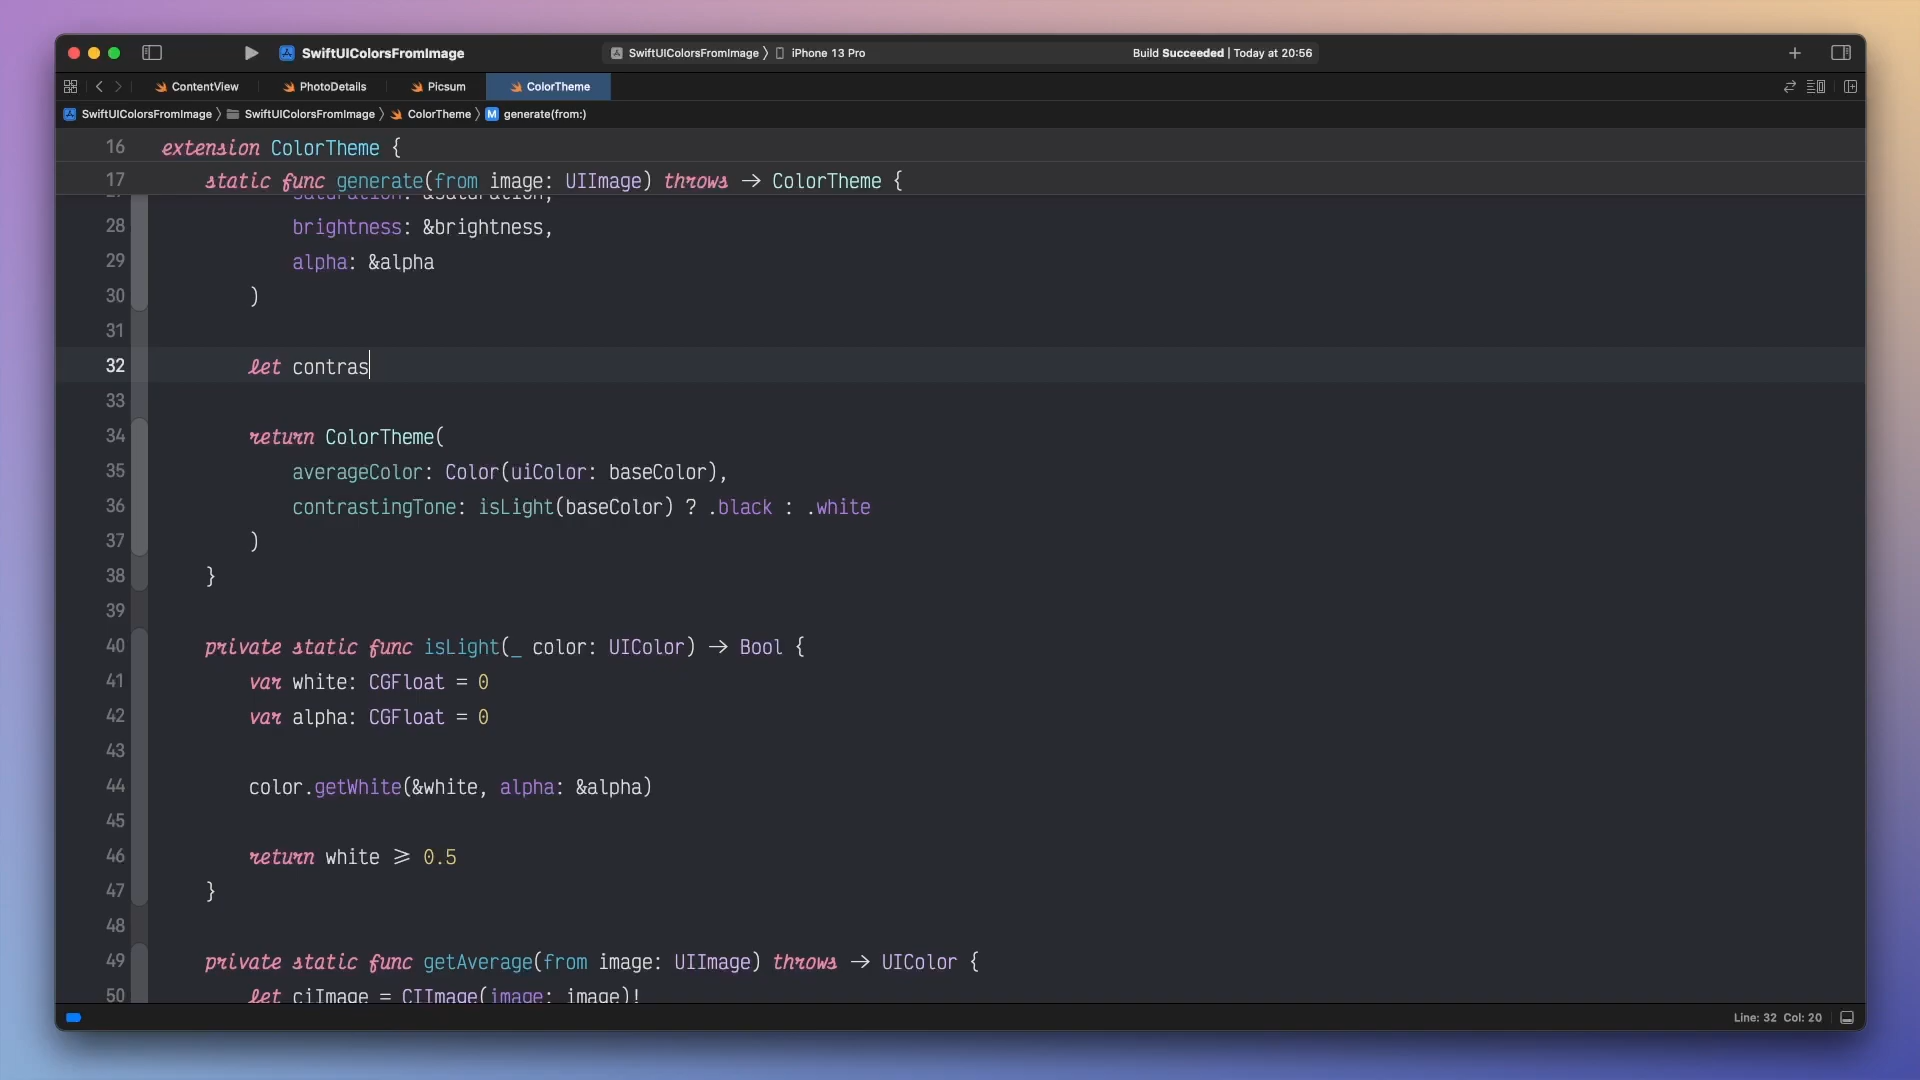 SwiftUIColorsFromImage
SwiftUIColorsFromImage 〉 iPhone 13 Pro
Build Succeeded | Today at 20:56
ContentView
PhotoDetails
Picsum
ColorTheme
SwiftUIColorsFromImage 〉 SwiftUIColorsFromImage 〉 ColorTheme 〉 M generate(from:)
16 extension ColorTheme {
17 static func generate(from image: UIImage) throws → ColorTheme {
saturation: &saturation,
28 brightness: &brightness,
29 alpha: &alpha
30 )
31
32 let contras
33
34 return ColorTheme(
35 averageColor: Color(uiColor: baseColor),
36 contrastingTone: isLight(baseColor) ? .black : .white
37 )
38 }
39
40 private static func isLight(_ color: UIColor) → Bool {
41 var white: CGFloat = 0
42 var alpha: CGFloat = 0
43
44 color.getWhite(&white, alpha: &alpha)
45
46 return white ⩾ 0.5
47 }
48
49 private static func getAverage(from image: UIImage) throws → UIColor {
50 let ciImage = CIImage(image: image)!
Line: 32 Col: 20